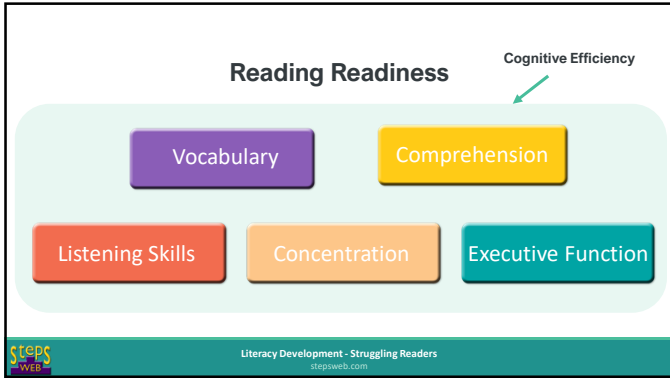 Reading Readiness
Cognitive Efficiency
Vocabulary
Comprehension
Listening Skills
Concentration
Executive Function
steps
WEB
Literacy Development - Struggling Readers
stepsweb.com